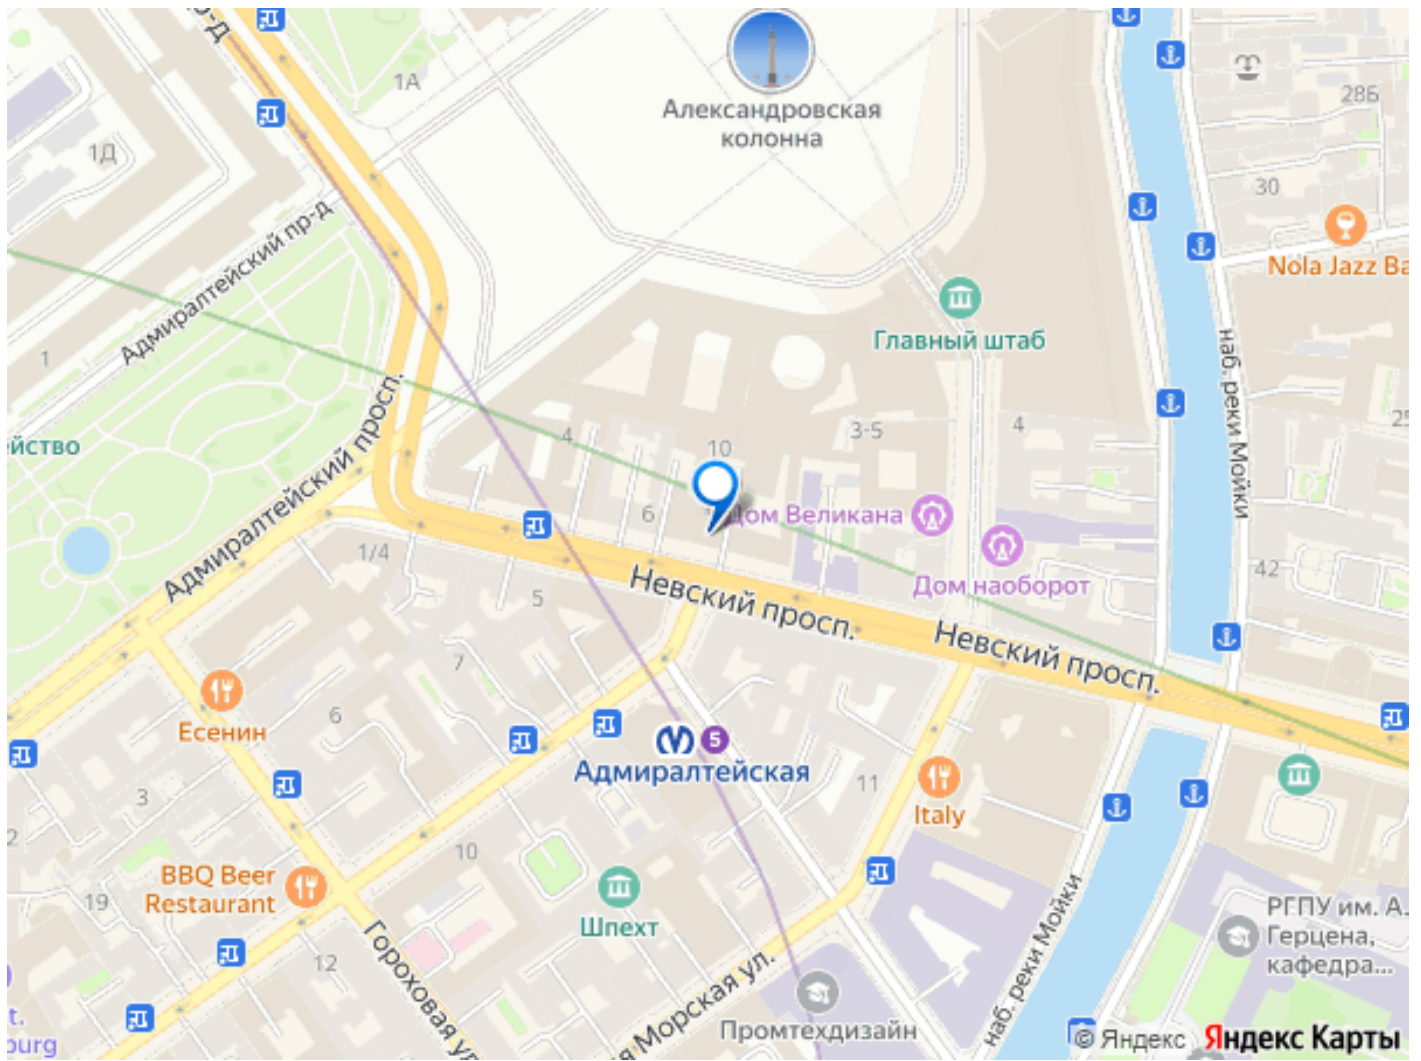 р-д
1А
Александровская
колонна
28Б
1Д
30
Адмиралтейский пр-д
Nola Jazz Ba
Главный штаб
наб. реки Мойки
1
4
3-5
4
25
йство
10
Адмиралтейский просп.
6
Дом Великана
1/4
Дом наоборот
42
5
Невский просп.
Невский просп.
7
Есенин
6
5
Адмиралтейская
3
11
Italy
2
10
BBQ Beer
Restaurant
19
Шпехт
РГПУ им. А.
Герцена,
кафедра...
12
Гороховая ул
я Морская ул.
наб. реки Мойки
Промтехдизайн
t.
burg
© Яндекс Яндекс Карты